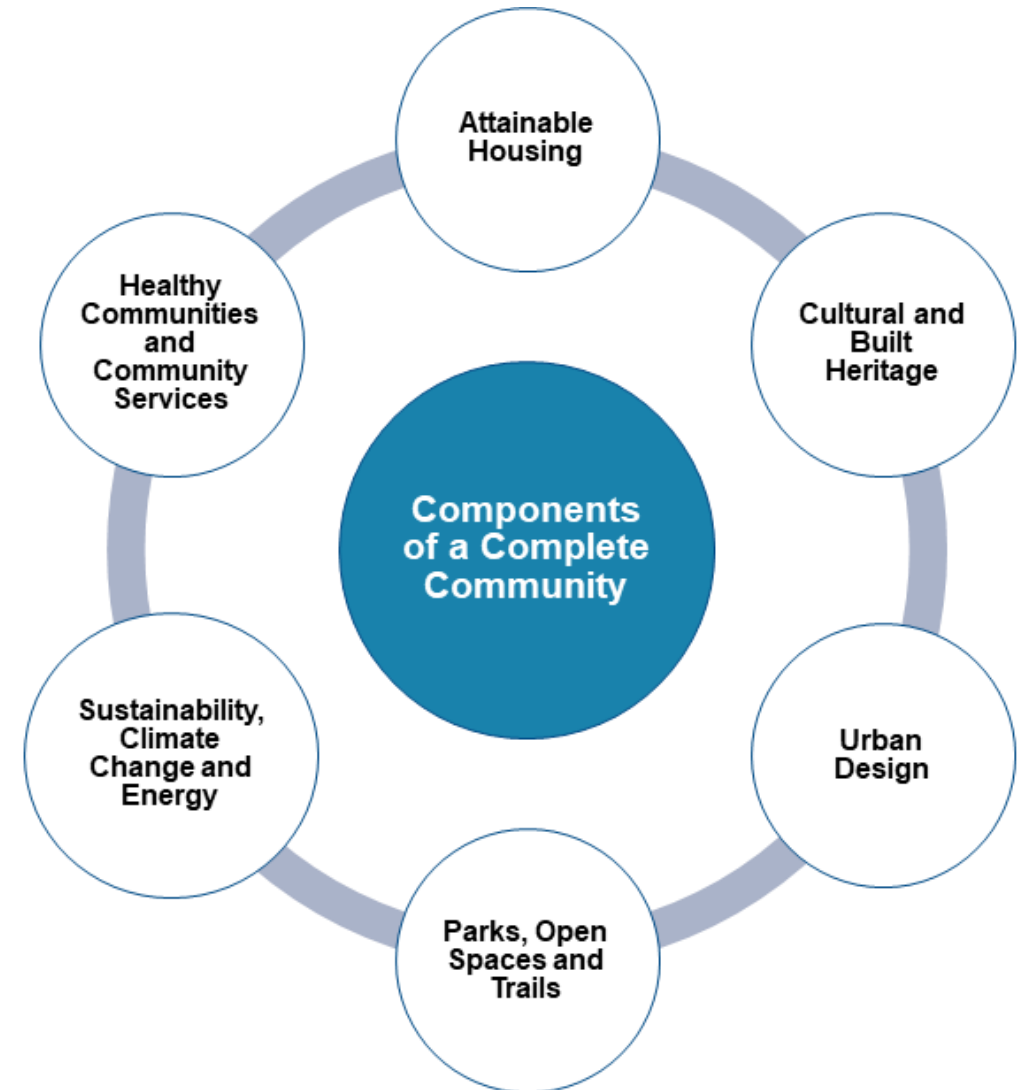 Attainable
Housing
Cultural and
Built
Heritage
Urban
Design
Parks, Open
Spaces and
Trails
Sustainability,
Climate
Change and
Energy
Healthy
Communities
and
Community
Services
Components
of a Complete
Community